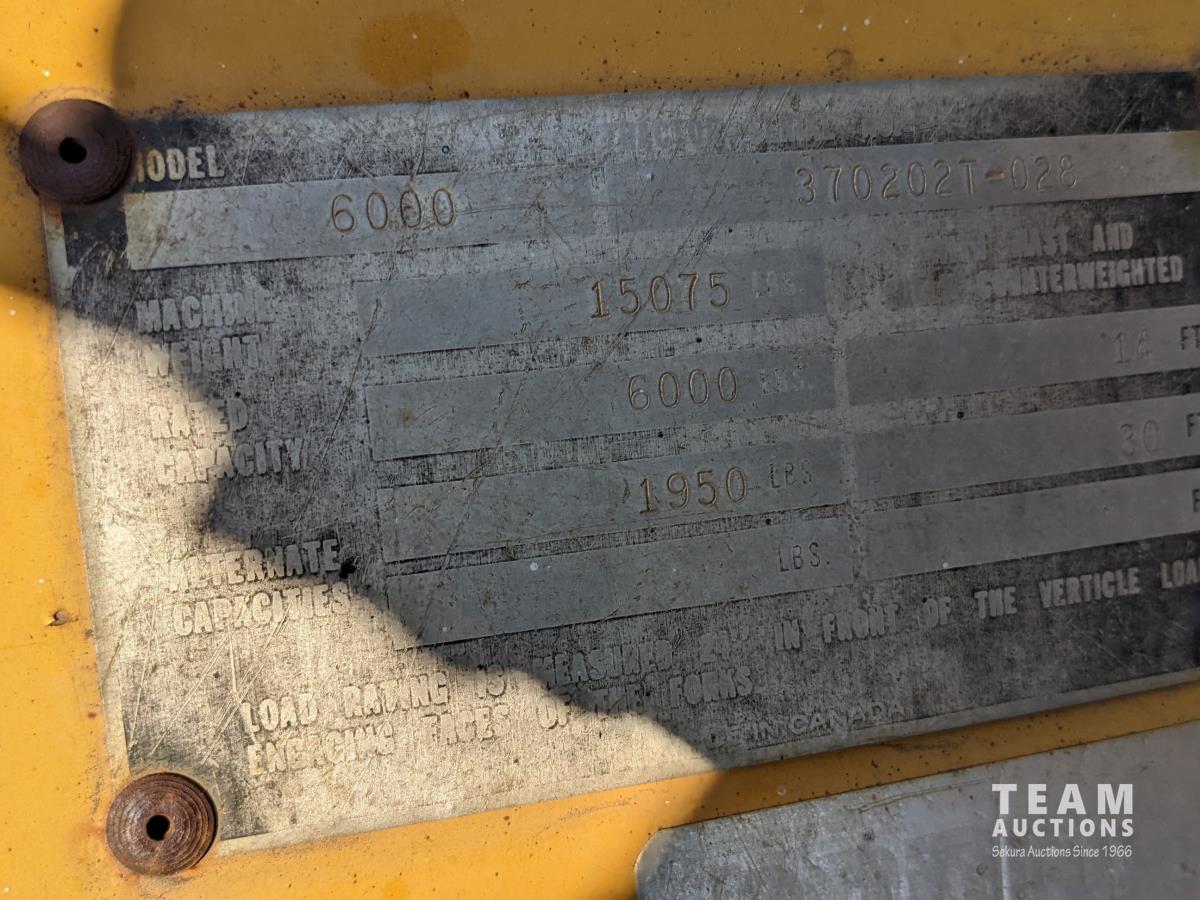 MODEL
6000 370202T-028
MAST AND
COUNTERWEIGHTED
MACHINE
WEIGHT
15075 LBS.
RATED
CAPACITY
6000 LBS. 14 FT
1950 LBS. 30 F
ALTERNATE
CAPACITIES
LBS. F
LOAD RATING IS MEASURED 24" IN FRONT OF THE VERTICLE LOA
ENGAGING FACES OF THE FORKS.
IN CANADA
TEAM
AUCTIONS
Sekura Auctions Since 1966